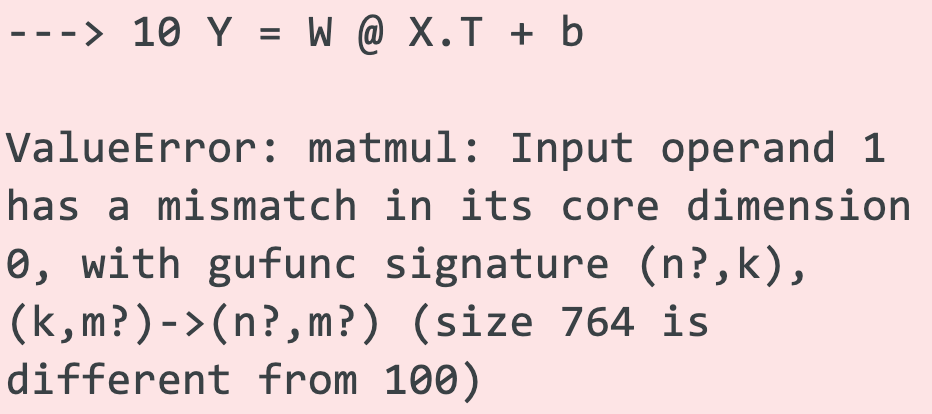 ---> 10 Y = W @ X.T + b
ValueError: matmul: Input operand 1
has a mismatch in its core dimension
0, with gufunc signature (n?,k),
(k,m?)->(n?,m?) (size 764 is
different from 100)